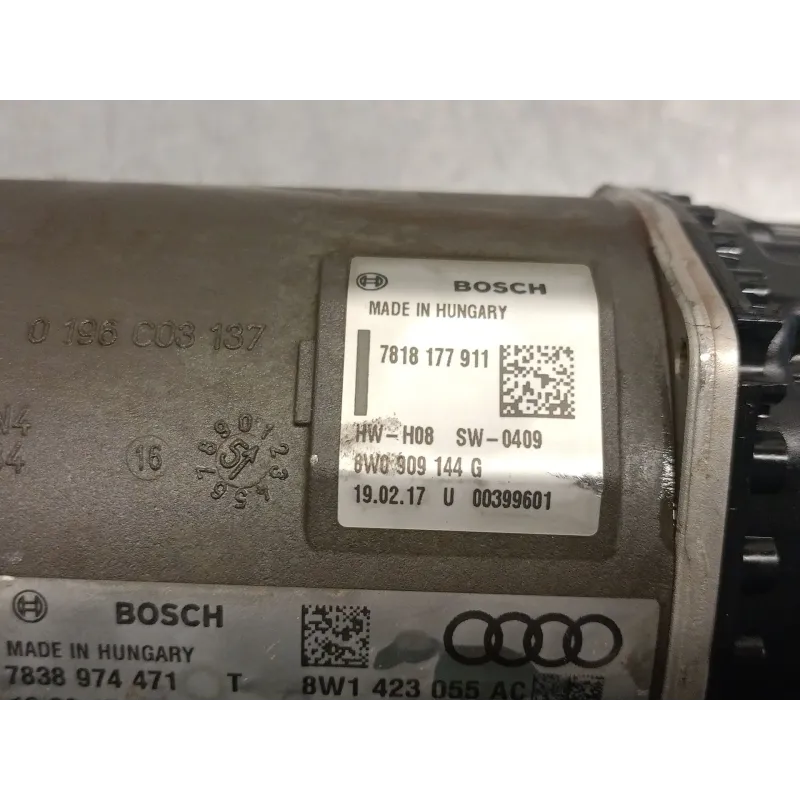 BOSCH
MADE IN HUNGARY
7818 177 911
HW-H08 SW-0409
8W0 909 144 G
19.02.17 U 00399601
0 196 C03 137
16
BOSCH
MADE IN HUNGARY
7838 974 471 T
8W1 423 055 AC